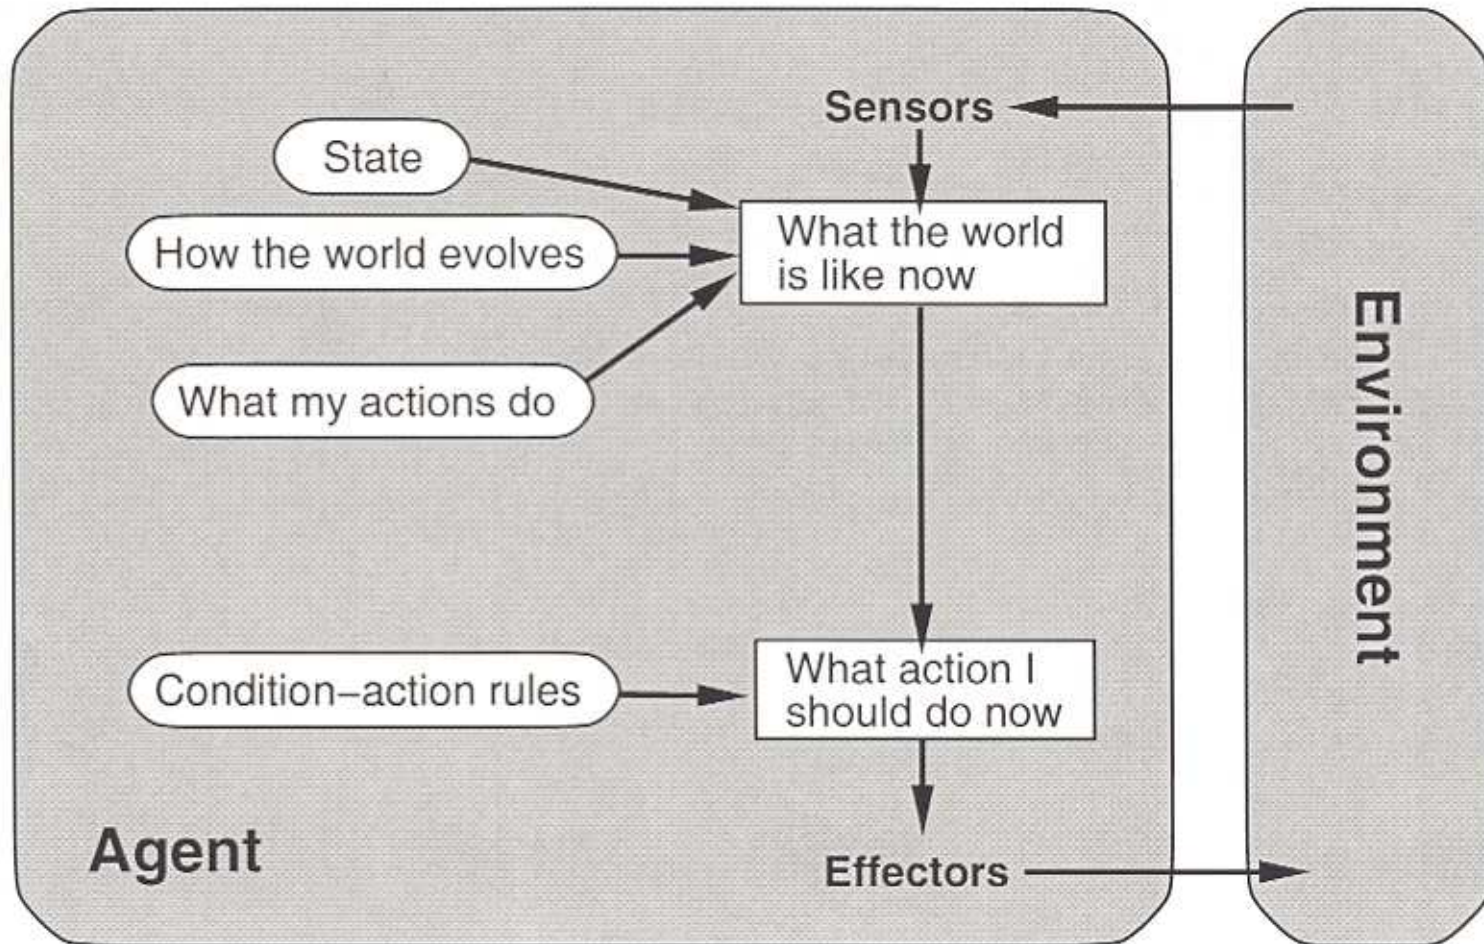 Sensors
State
What the world
is like now
How the world evolves
What my actions do
Environment
Condition–action rules
What action I
should do now
Agent
Effectors